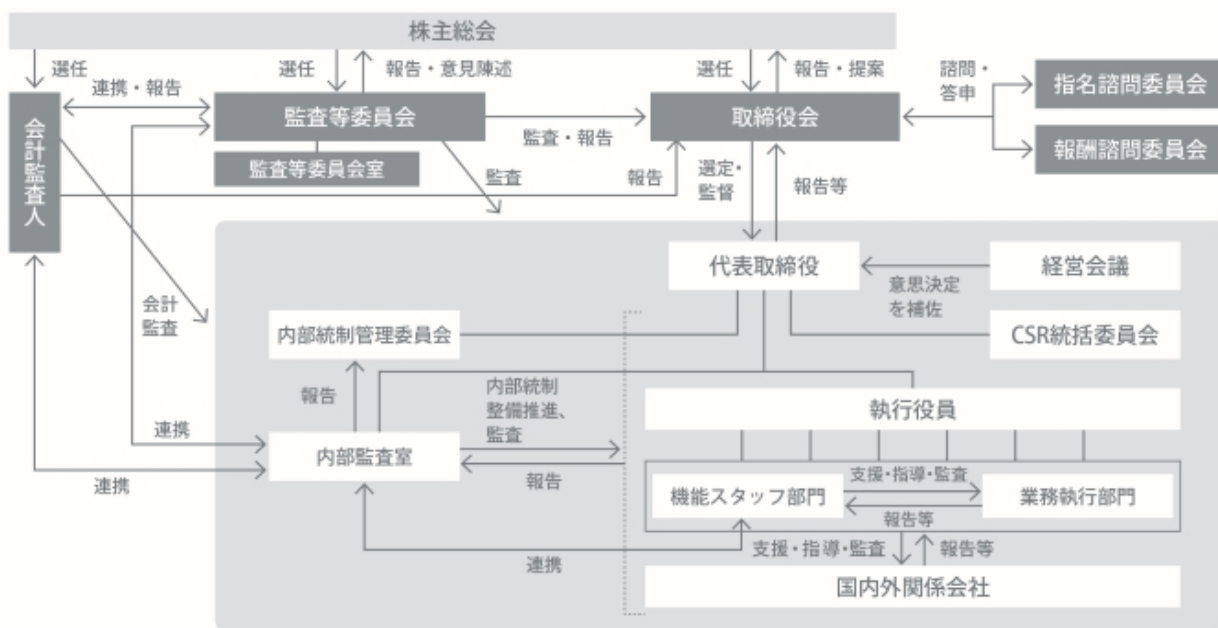 株主総会
選任
連携・報告
選任
報告・意見陳述
選任
報告・提案
諮問・
答申
指名諮問委員会
報酬諮問委員会
会計監査人
監査等委員会
監査等委員会室
監査・報告
取締役会
監査
報告
選定・
監督
報告等
会計
監査
代表取締役
経営会議
意思決定
を補佐
内部統制管理委員会
CSR統括委員会
報告
内部統制
整備推進、
監査
執行役員
連携
内部監査室
報告
連携
機能スタッフ部門
支援・指導・監査
業務執行部門
報告等
連携
支援・指導・監査
報告等
国内外関係会社